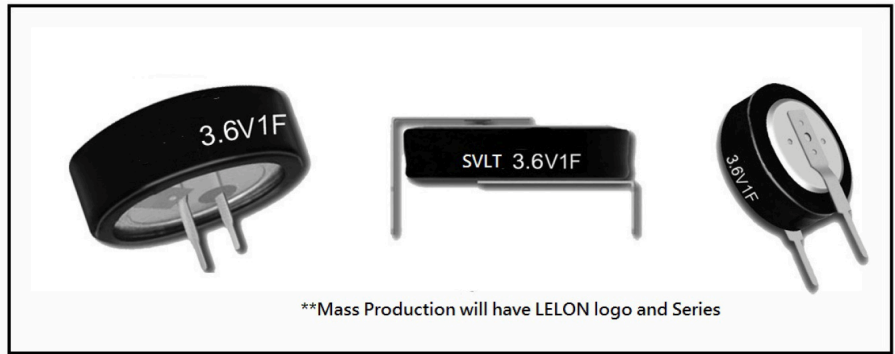 3.6V1F
SVLT 3.6V1F
3.6V1F
**Mass Production will have LELON logo and Series